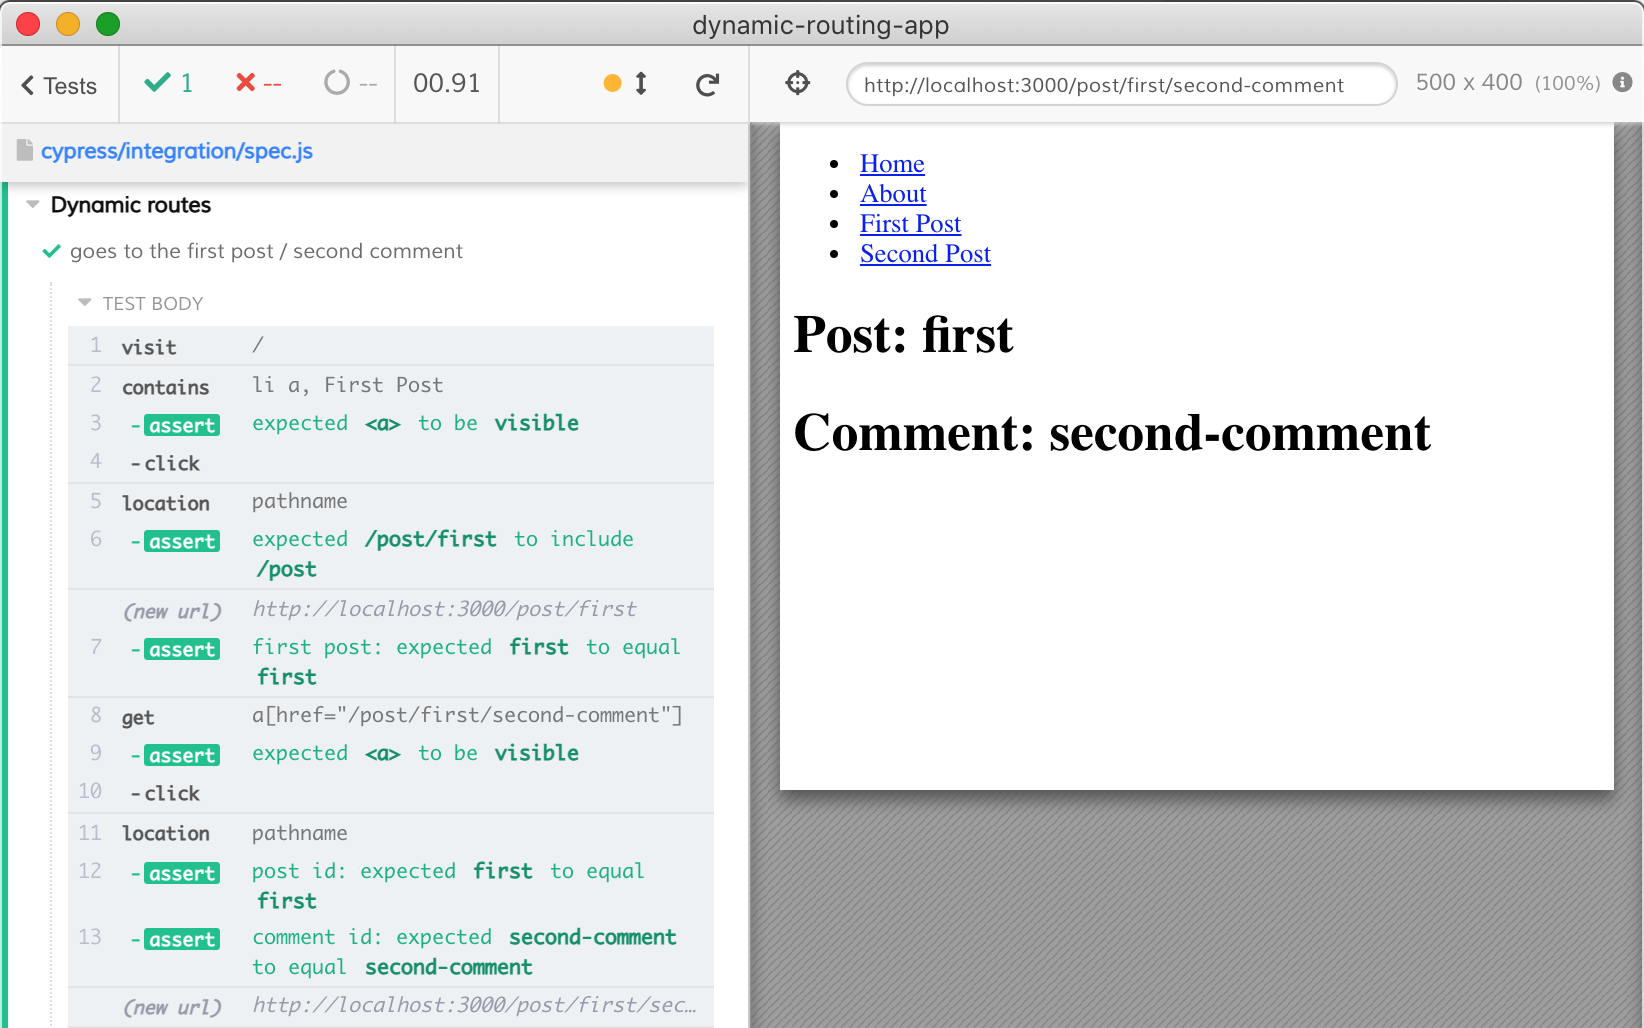 dynamic-routing-app
Tests
1
--
--
00.91
http://localhost:3000/post/first/second-comment
500 x 400 (100%)
cypress/integration/spec.js
Dynamic routes
goes to the first post / second comment
TEST BODY
1 visit /
2 contains li a, First Post
3 -assert expected <a> to be visible
4 -click
5 location pathname
6 -assert expected /post/first to include
/post
(new url) http://localhost:3000/post/first
7 -assert first post: expected first to equal
first
8 get a[href="/post/first/second-comment"]
9 -assert expected <a> to be visible
10 -click
11 location pathname
12 -assert post id: expected first to equal
first
13 -assert comment id: expected second-comment
to equal second-comment
(new url) http://localhost:3000/post/first/sec…
Home
About
First Post
Second Post
Post: first
Comment: second-comment